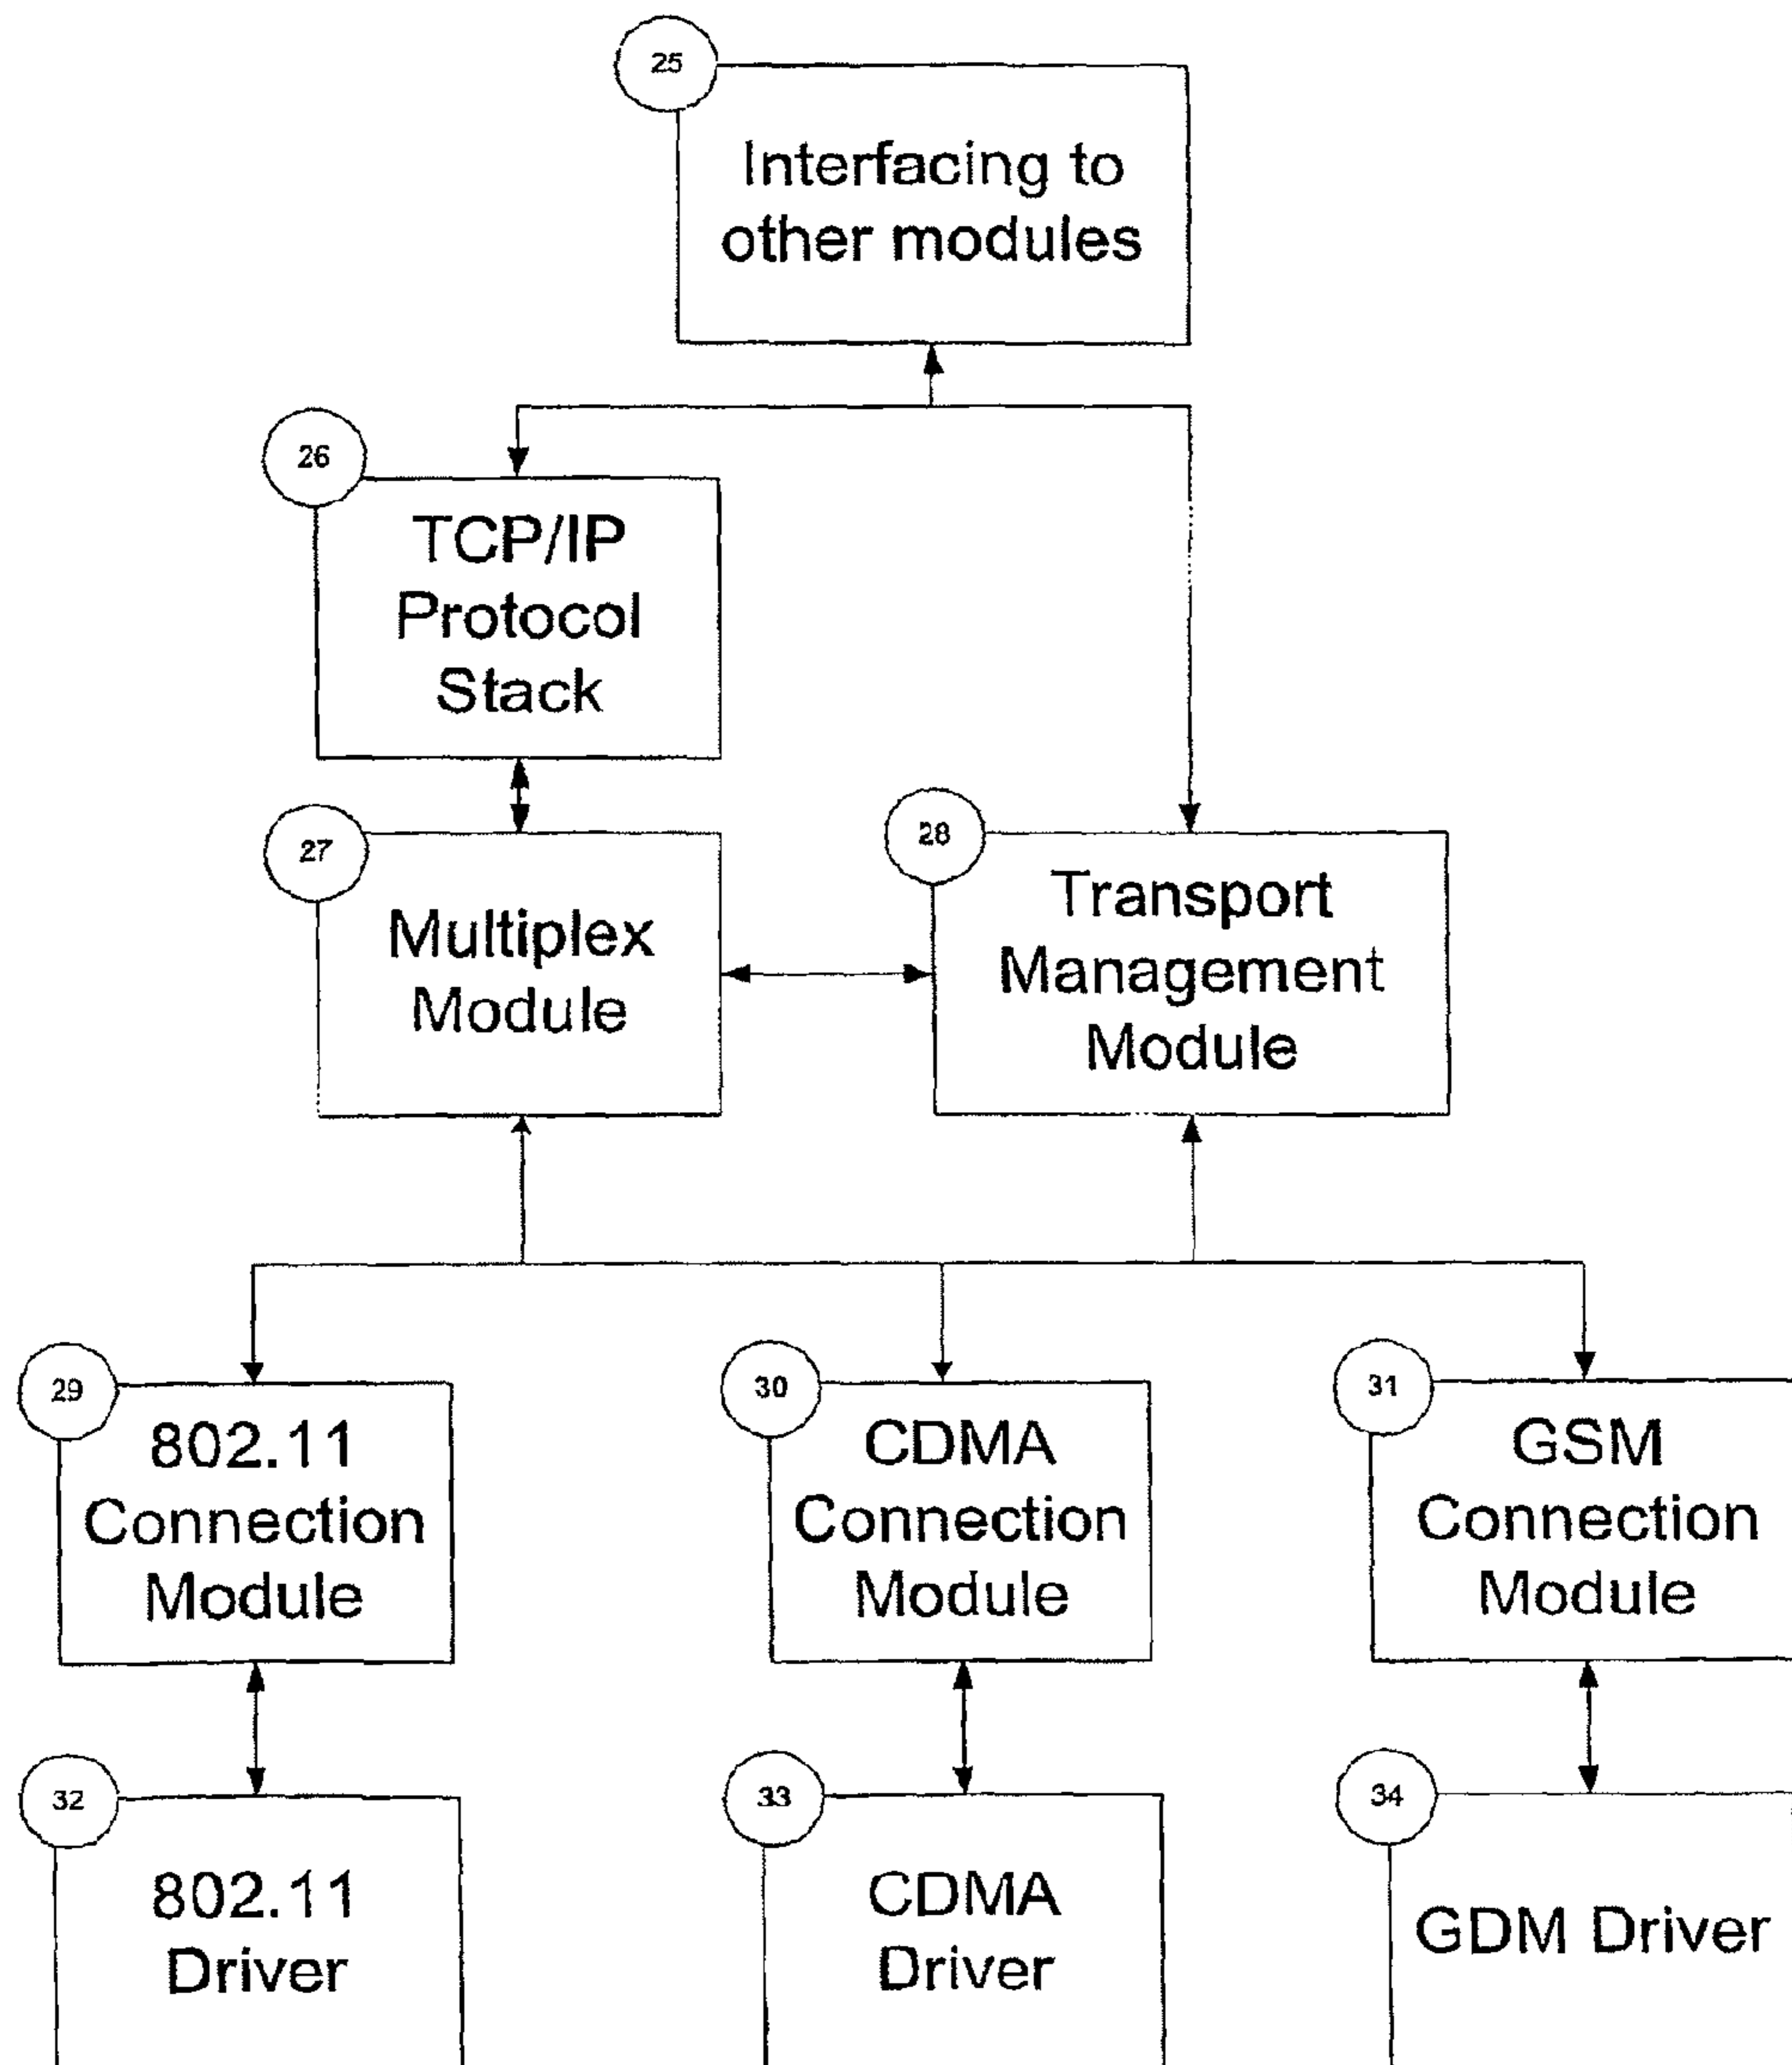 25
Interfacing to
other modules
26
TCP/IP
Protocol
Stack
27
Multiplex
Module
28
Transport
Management
Module
29
802.11
Connection
Module
30
CDMA
Connection
Module
31
GSM
Connection
Module
32
802.11
Driver
33
CDMA
Driver
34
GDM Driver